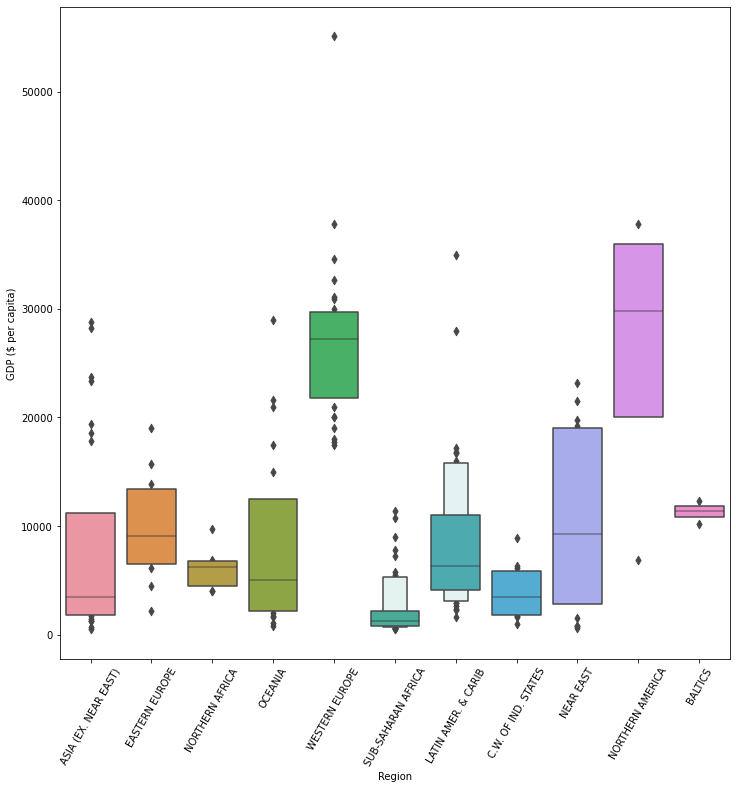 GDP ($ per capita)
50000
40000
30000
20000
10000
0
ASIA (EX. NEAR EAST)
EASTERN EUROPE
NORTHERN AFRICA
OCEANIA
WESTERN EUROPE
SUB-SAHARAN AFRICA
LATIN AMER. & CARIB
C.W. OF IND. STATES
NEAR EAST
NORTHERN AMERICA
BALTICS
Region